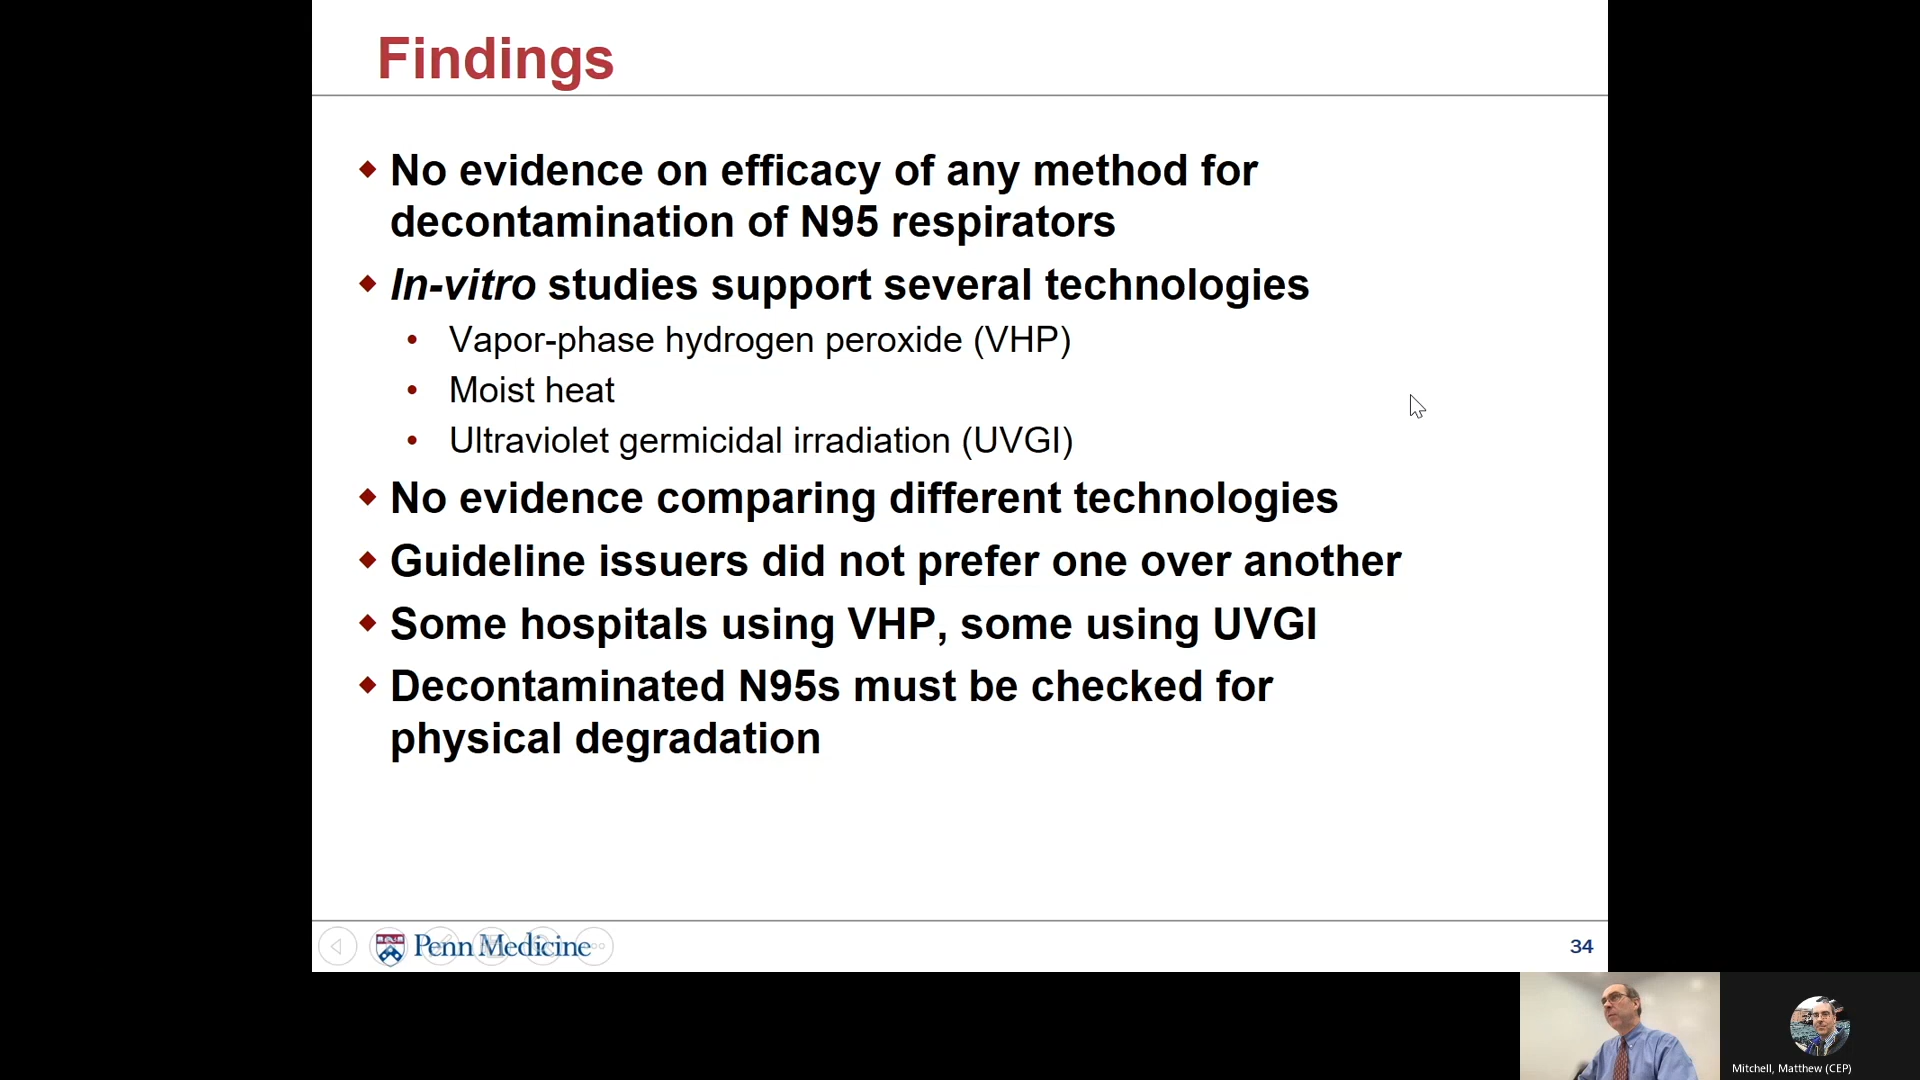 Findings
No evidence on efficacy of any method for
decontamination of N95 respirators
In-vitro studies support several technologies
Vapor-phase hydrogen peroxide (VHP)
Moist heat
Ultraviolet germicidal irradiation (UVGI)
No evidence comparing different technologies
Guideline issuers did not prefer one over another
Some hospitals using VHP, some using UVGI
Decontaminated N95s must be checked for
physical degradation
Penn Medicine
34
Mitchell, Matthew (CEP)